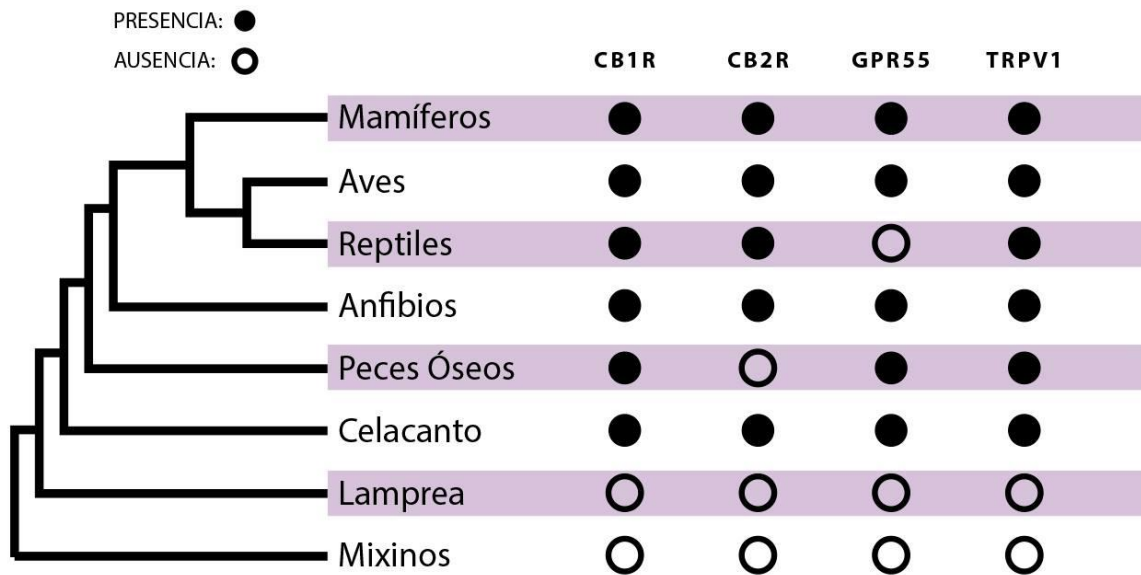 PRESENCIA:
AUSENCIA:
CB1R CB2R GPR55 TRPV1
Mamíferos
Aves
Reptiles
Anfibios
Peces Óseos
Celacanto
Lamprea
Mixinos